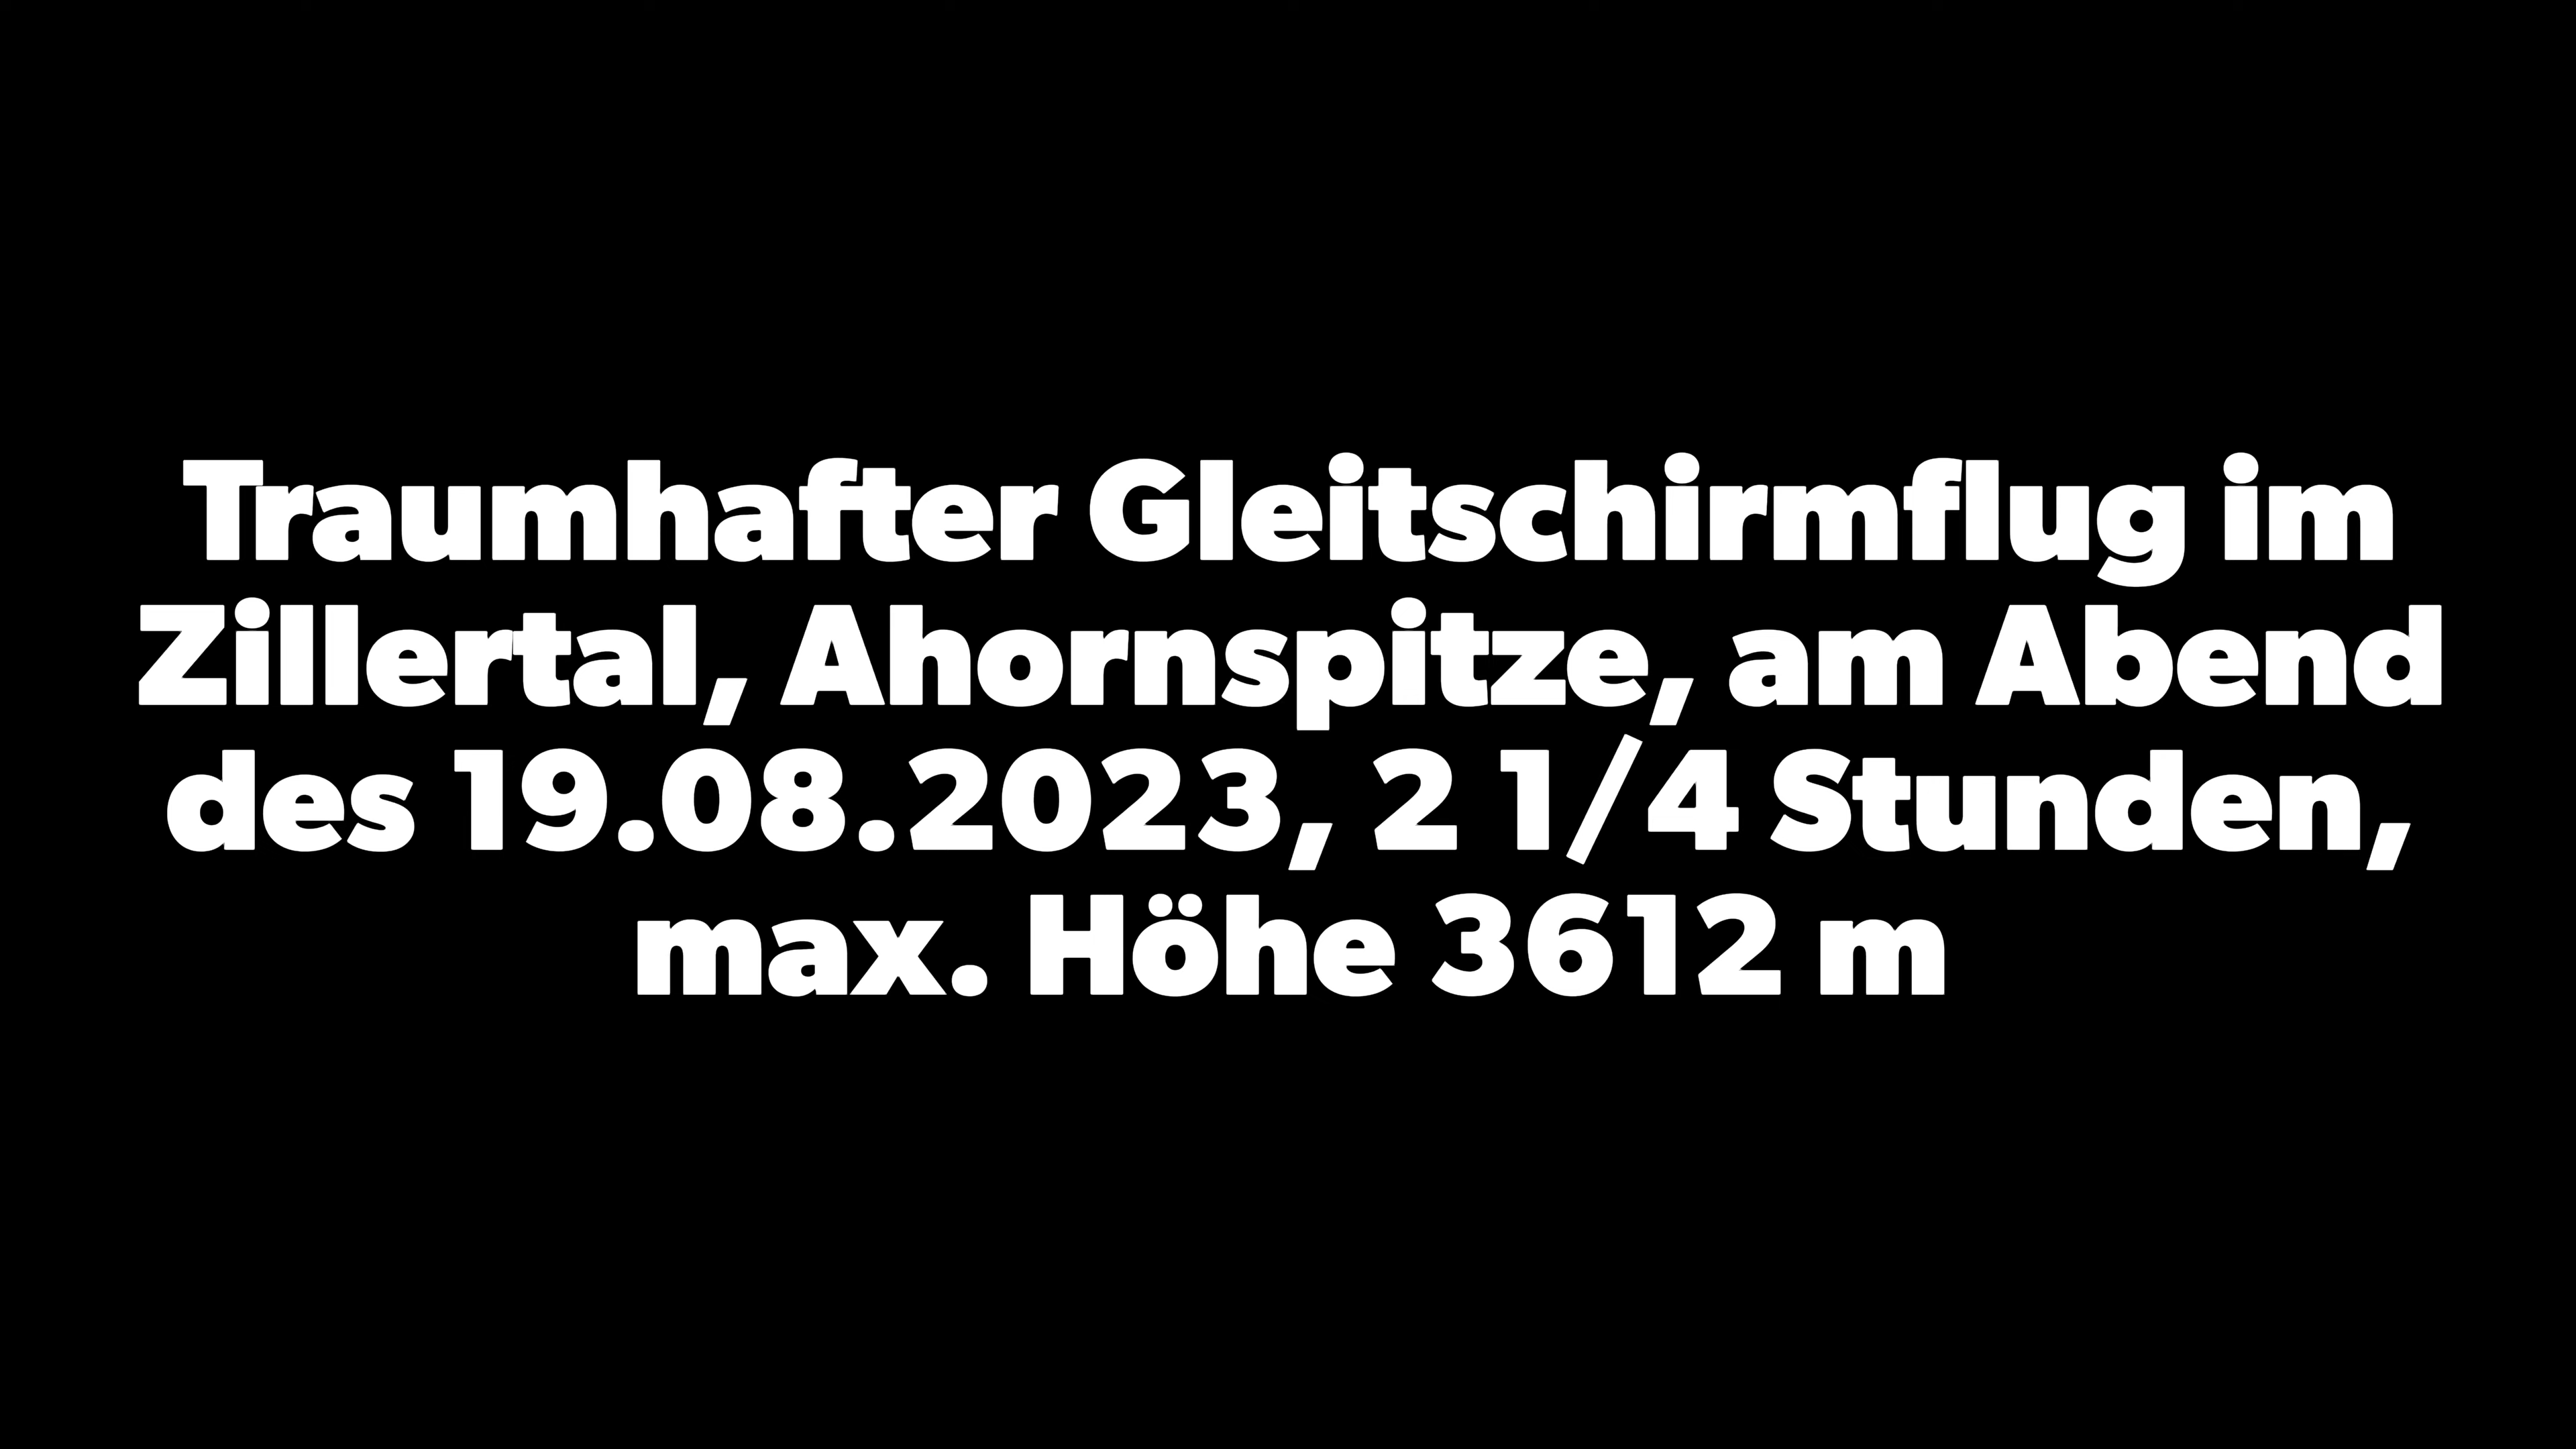 Traumhafter Gleitschirmflug im
Zillertal, Ahornspitze, am Abend
des 19.08.2023, 2 1/4 Stunden,
max. Höhe 3612 m